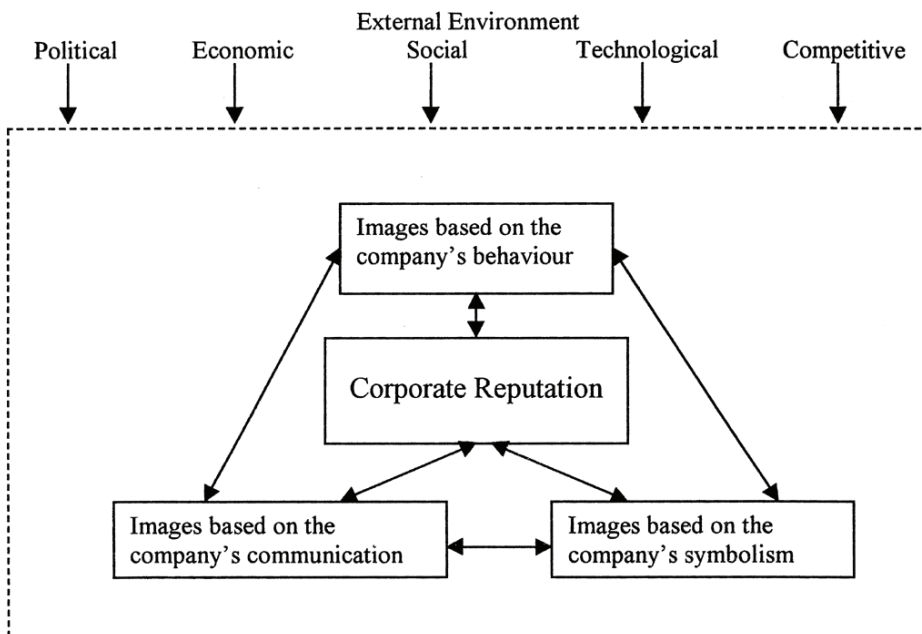 External Environment
Political Economic Social Technological Competitive
Images based on the
company’s behaviour
Corporate Reputation
Images based on the
company’s communication
Images based on the
company’s symbolism